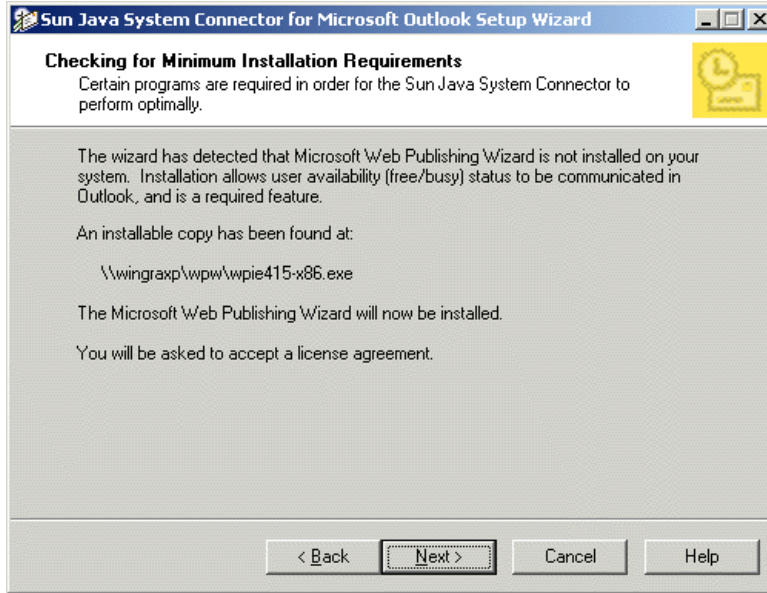 Sun Java System Connector for Microsoft Outlook Setup Wizard
Checking for Minimum Installation Requirements
Certain programs are required in order for the Sun Java System Connector to
perform optimally.
The wizard has detected that Microsoft Web Publishing Wizard is not installed on your
system. Installation allows user availability (free/busy) status to be communicated in
Outlook, and is a required feature.
An installable copy has been found at:
\\wingraxp\wpw\wpie415-x86.exe
The Microsoft Web Publishing Wizard will now be installed.
You will be asked to accept a license agreement.
< Back Next > Cancel Help